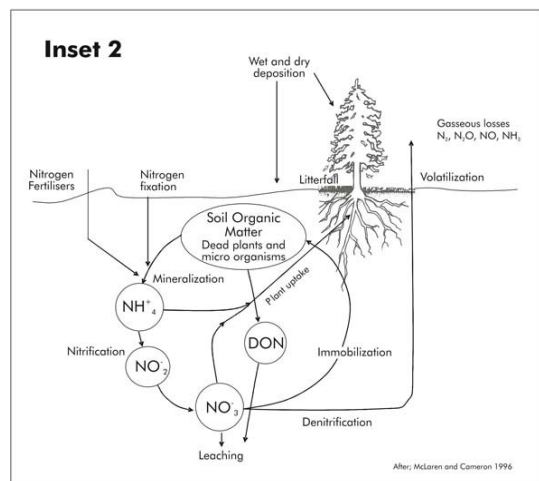 Inset 2
Wet and dry
deposition
Gasseous losses
N₂, N₂O, NO, NH₃
Nitrogen
Fertilisers
Nitrogen
fixation
Litterfall
Volatilization
Soil Organic
Matter
Dead plants and
micro organisms
Mineralization
Plant uptake
NH⁺₄
DON
Nitrification
Immobilization
NO⁻₂
NO⁻₃
Denitrification
Leaching
After; McLaren and Cameron 1996